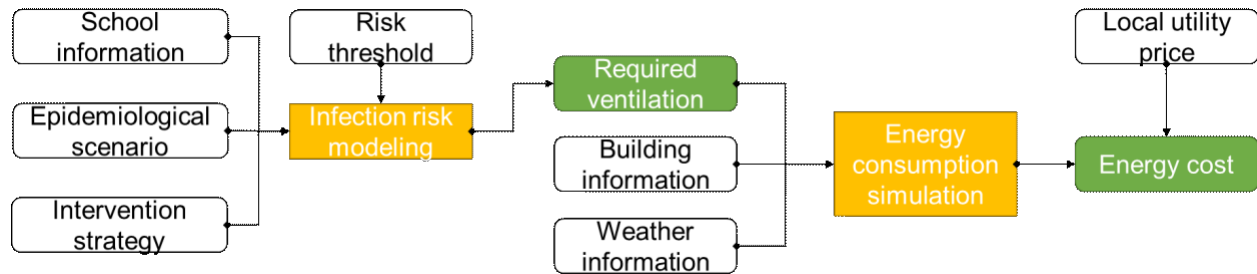 School
information
Epidemiological
scenario
Intervention
strategy
Risk
threshold
Infection risk
modeling
Required
ventilation
Building
information
Weather
information
Energy
consumption
simulation
Local utility
price
Energy cost